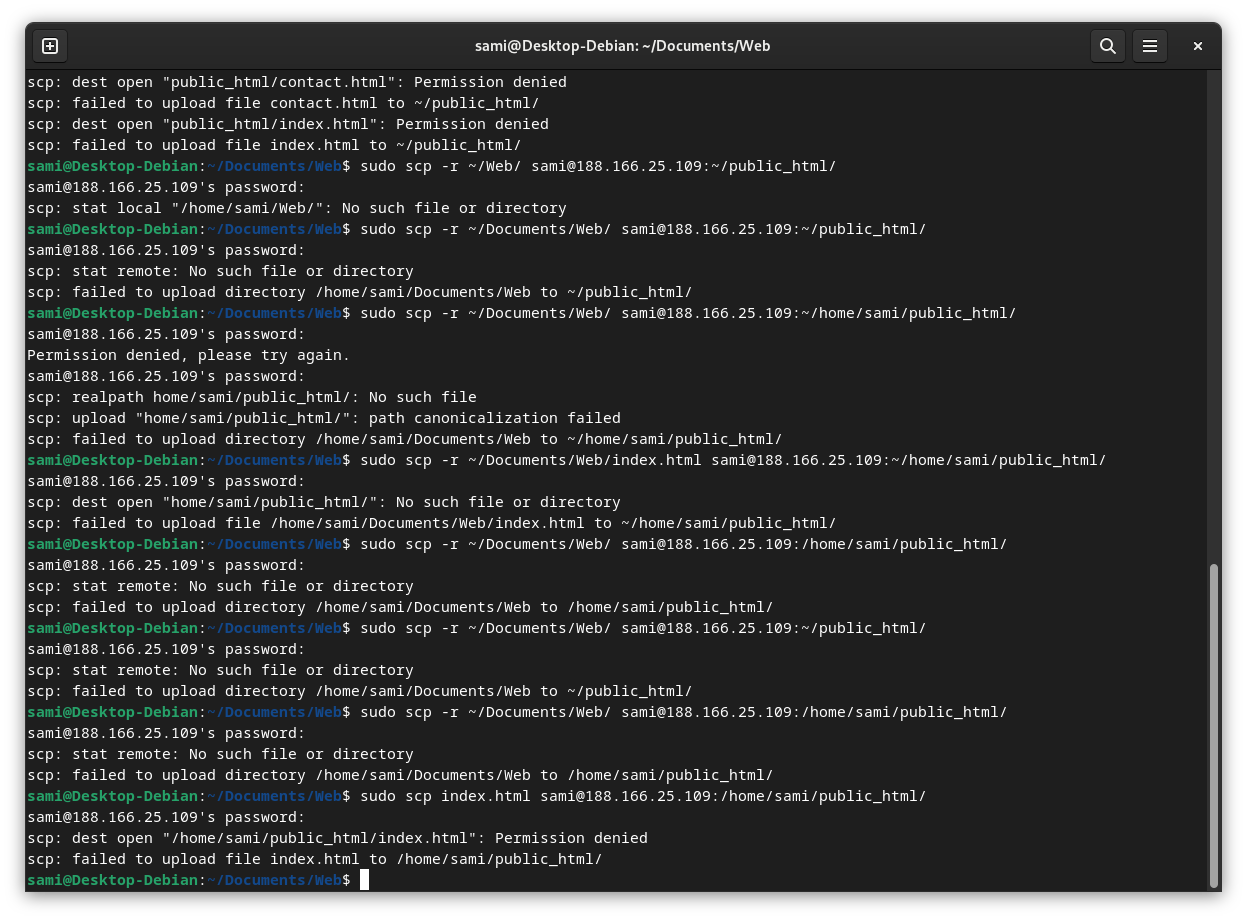 sami@Desktop-Debian: ~/Documents/Web
scp: dest open "public_html/contact.html": Permission denied
scp: failed to upload file contact.html to ~/public_html/
scp: dest open "public_html/index.html": Permission denied
scp: failed to upload file index.html to ~/public_html/
sami@Desktop-Debian:~/Documents/Web$ sudo scp -r ~/Web/ sami@188.166.25.109:~/public_html/
sami@188.166.25.109's password:
scp: stat local "/home/sami/Web/": No such file or directory
sami@Desktop-Debian:~/Documents/Web$ sudo scp -r ~/Documents/Web/ sami@188.166.25.109:~/public_html/
sami@188.166.25.109's password:
scp: stat remote: No such file or directory
scp: failed to upload directory /home/sami/Documents/Web to ~/public_html/
sami@Desktop-Debian:~/Documents/Web$ sudo scp -r ~/Documents/Web/ sami@188.166.25.109:~/home/sami/public_html/
sami@188.166.25.109's password:
Permission denied, please try again.
sami@188.166.25.109's password:
scp: realpath home/sami/public_html/: No such file
scp: upload "home/sami/public_html/": path canonicalization failed
scp: failed to upload directory /home/sami/Documents/Web to ~/home/sami/public_html/
sami@Desktop-Debian:~/Documents/Web$ sudo scp -r ~/Documents/Web/index.html sami@188.166.25.109:~/home/sami/public_html/
sami@188.166.25.109's password:
scp: dest open "home/sami/public_html/": No such file or directory
scp: failed to upload file /home/sami/Documents/Web/index.html to ~/home/sami/public_html/
sami@Desktop-Debian:~/Documents/Web$ sudo scp -r ~/Documents/Web/ sami@188.166.25.109:/home/sami/public_html/
sami@188.166.25.109's password:
scp: stat remote: No such file or directory
scp: failed to upload directory /home/sami/Documents/Web to /home/sami/public_html/
sami@Desktop-Debian:~/Documents/Web$ sudo scp -r ~/Documents/Web/ sami@188.166.25.109:~/public_html/
sami@188.166.25.109's password:
scp: stat remote: No such file or directory
scp: failed to upload directory /home/sami/Documents/Web to ~/public_html/
sami@Desktop-Debian:~/Documents/Web$ sudo scp -r ~/Documents/Web/ sami@188.166.25.109:/home/sami/public_html/
sami@188.166.25.109's password:
scp: stat remote: No such file or directory
scp: failed to upload directory /home/sami/Documents/Web to /home/sami/public_html/
sami@Desktop-Debian:~/Documents/Web$ sudo scp index.html sami@188.166.25.109:/home/sami/public_html/
sami@188.166.25.109's password:
scp: dest open "/home/sami/public_html/index.html": Permission denied
scp: failed to upload file index.html to /home/sami/public_html/
sami@Desktop-Debian:~/Documents/Web$